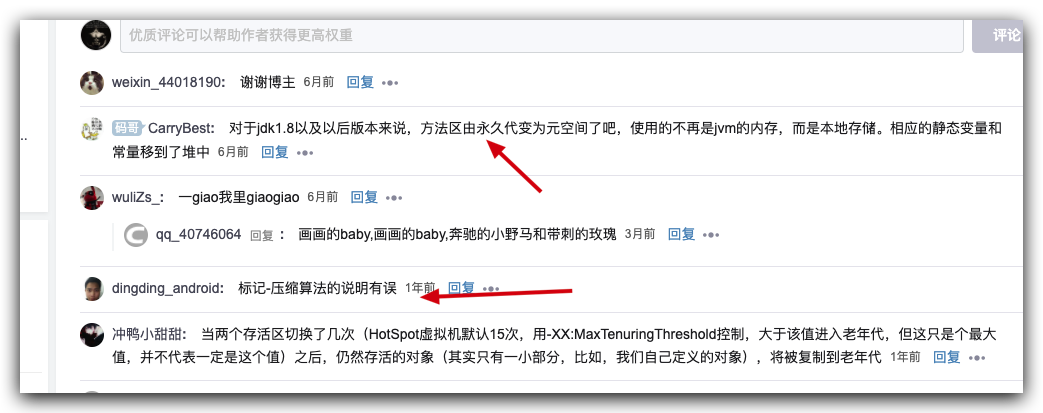 优质评论可以帮助作者获得更高权重
评论
weixin_44018190: 谢谢博主 6月前 回复 •••
..
码哥 CarryBest: 对于jdk1.8以及以后版本来说，方法区由永久代变为元空间了吧，使用的不再是jvm的内存，而是本地存储。相应的静态变量和
常量移到了堆中 6月前 回复 •••
wuliZs_: 一giao我里giaogiao 6月前 回复 •••
qq_40746064 回复 : 画画的baby,画画的baby,奔驰的小野马和带刺的玫瑰 3月前 回复 •••
dingding_android: 标记-压缩算法的说明有误 1年前 回复 •••
冲鸭小甜甜: 当两个存活区切换了几次（HotSpot虚拟机默认15次，用-XX:MaxTenuringThreshold控制，大于该值进入老年代，但这只是个最大
值，并不代表一定是这个值）之后，仍然存活的对象（其实只有一小部分，比如，我们自己定义的对象），将被复制到老年代 1年前 回复 •••